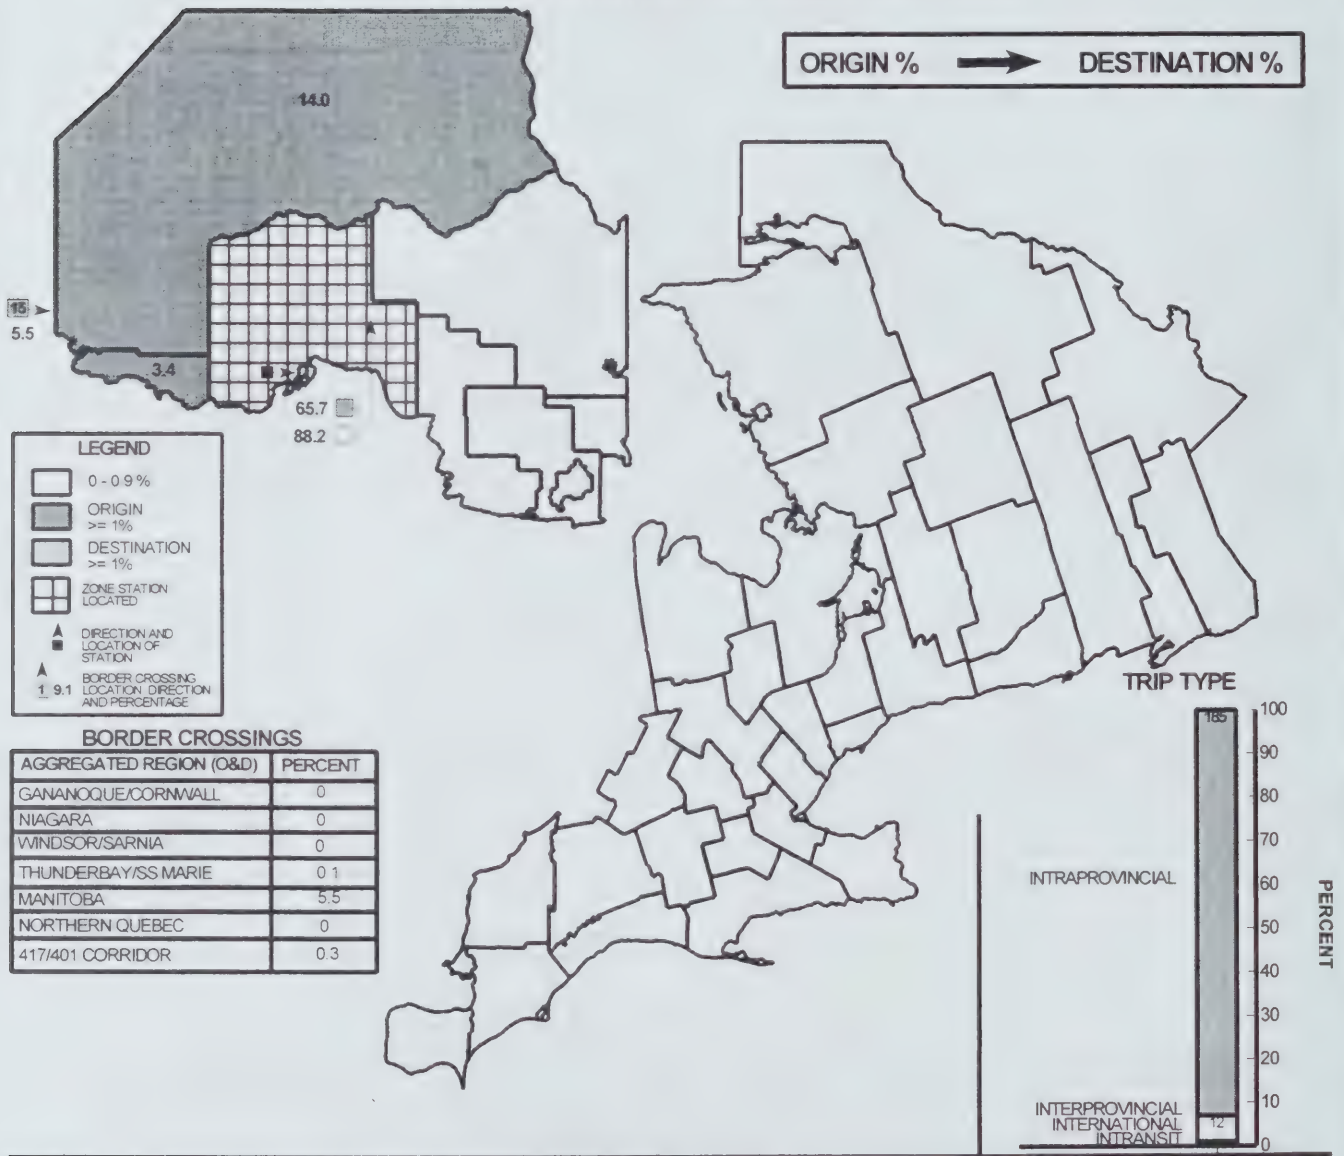 ORIGIN % DESTINATION %
14.0
15
5.5
3.4
65.7
88.2
LEGEND
0 - 0.9 %
ORIGIN
>= 1%
DESTINATION
>= 1%
ZONE STATION
LOCATED
DIRECTION AND
LOCATION OF
STATION
1 9.1
BORDER CROSSING
LOCATION DIRECTION
AND PERCENTAGE
BORDER CROSSINGS
AGGREGATED REGION (O&D) PERCENT
GANANOQUE/CORNWALL 0
NIAGARA 0
WINDSOR/SARNIA 0
THUNDERBAY/SS MARIE 0 1
MANITOBA 5.5
NORTHERN QUEBEC 0
417/401 CORRIDOR 0.3
TRIP TYPE
185
100
90
80
70
60
50
40
30
20
10
0
INTRAPROVINCIAL
PERCENT
INTERPROVINCIAL
INTERNATIONAL
INTRANSIT
12